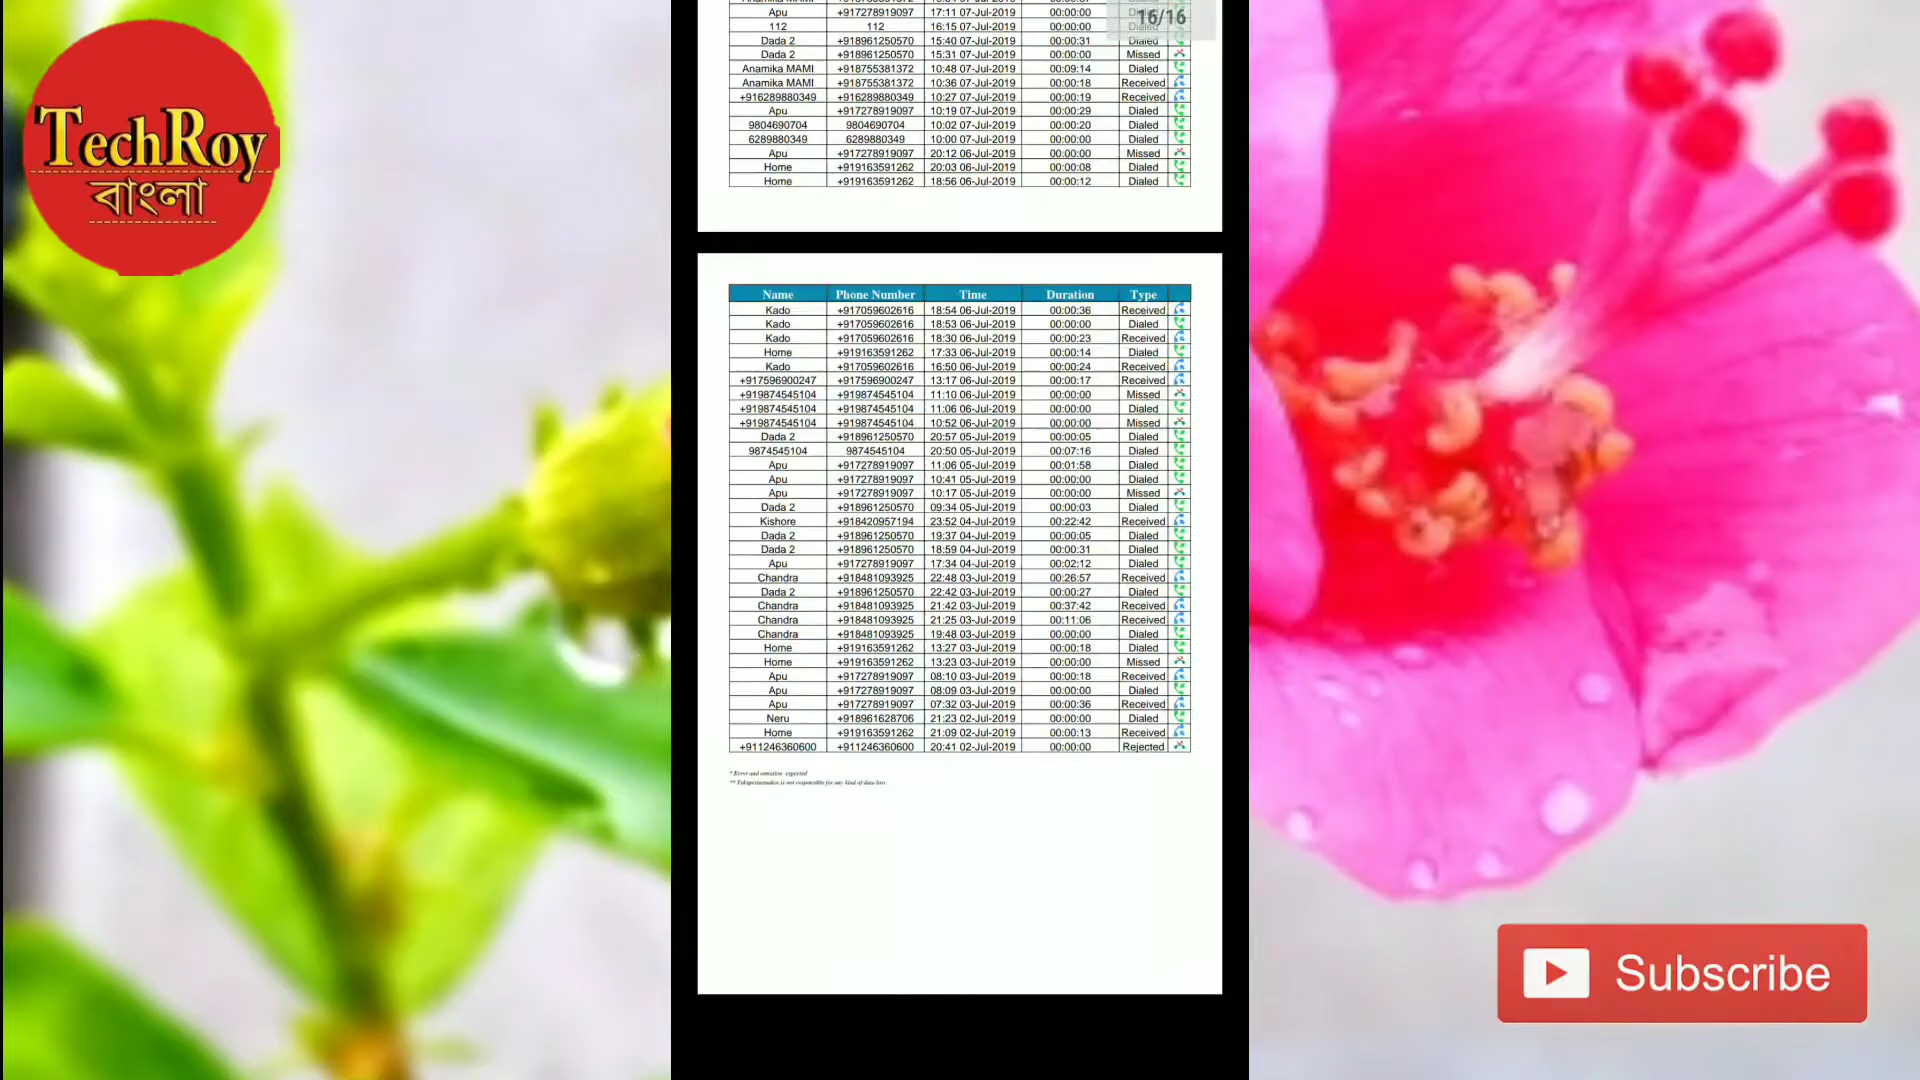 TechRoy
বাংলা
16/16
Apu +917278919097 17:11 07-Jul-2019 00:00:00
112 112 16:15 07-Jul-2019 00:00:00 Dialed
Dada 2 +918961250570 15:40 07-Jul-2019 00:00:31 Dialed
Dada 2 +918961250570 15:31 07-Jul-2019 00:00:00 Missed
Anamika MAMI +918755381372 10:48 07-Jul-2019 00:09:14 Dialed
Anamika MAMI +918755381372 10:36 07-Jul-2019 00:00:18 Received
+916289880349 +916289880349 10:27 07-Jul-2019 00:00:19 Received
Apu +917278919097 10:19 07-Jul-2019 00:00:29 Dialed
9804690704 9804690704 10:02 07-Jul-2019 00:00:20 Dialed
6289880349 6289880349 10:00 07-Jul-2019 00:00:00 Dialed
Apu +917278919097 20:12 06-Jul-2019 00:00:00 Missed
Home +919163591262 20:03 06-Jul-2019 00:00:08 Dialed
Home +919163591262 18:56 06-Jul-2019 00:00:12 Dialed
Name Phone Number Time Duration Type
Kado +917059602616 18:54 06-Jul-2019 00:00:36 Received
Kado +917059602616 18:53 06-Jul-2019 00:00:00 Dialed
Kado +917059602616 18:30 06-Jul-2019 00:00:23 Received
Home +919163591262 17:33 06-Jul-2019 00:00:14 Dialed
Kado +917059602616 16:50 06-Jul-2019 00:00:24 Received
+917596900247 +917596900247 13:17 06-Jul-2019 00:00:17 Received
+919874545104 +919874545104 11:10 06-Jul-2019 00:00:00 Missed
+919874545104 +919874545104 11:06 06-Jul-2019 00:00:00 Dialed
+919874545104 +919874545104 10:52 06-Jul-2019 00:00:00 Missed
Dada 2 +918961250570 20:57 05-Jul-2019 00:00:05 Dialed
9874545104 9874545104 20:50 05-Jul-2019 00:07:16 Dialed
Apu +917278919097 11:06 05-Jul-2019 00:01:58 Dialed
Apu +917278919097 10:41 05-Jul-2019 00:00:00 Dialed
Apu +917278919097 10:17 05-Jul-2019 00:00:00 Missed
Dada 2 +918961250570 09:34 05-Jul-2019 00:00:03 Dialed
Kishore +918420957194 23:52 04-Jul-2019 00:22:42 Received
Dada 2 +918961250570 19:37 04-Jul-2019 00:00:05 Dialed
Dada 2 +918961250570 18:59 04-Jul-2019 00:00:31 Dialed
Apu +917278919097 17:34 04-Jul-2019 00:02:12 Dialed
Chandra +918481093925 22:48 03-Jul-2019 00:26:57 Received
Dada 2 +918961250570 22:42 03-Jul-2019 00:00:27 Dialed
Chandra +918481093925 21:42 03-Jul-2019 00:37:42 Received
Chandra +918481093925 21:25 03-Jul-2019 00:11:06 Received
Chandra +918481093925 19:48 03-Jul-2019 00:00:00 Dialed
Home +919163591262 13:27 03-Jul-2019 00:00:18 Dialed
Home +919163591262 13:23 03-Jul-2019 00:00:00 Missed
Apu +917278919097 08:10 03-Jul-2019 00:00:18 Received
Apu +917278919097 08:09 03-Jul-2019 00:00:00 Dialed
Apu +917278919097 07:32 03-Jul-2019 00:00:36 Received
Neru +918961628706 21:23 02-Jul-2019 00:00:00 Dialed
Home +919163591262 21:09 02-Jul-2019 00:00:13 Received
+911246360600 +911246360600 20:41 02-Jul-2019 00:00:00 Rejected
* Error and omission expected
** is not responsible for any kind of data loss
Subscribe